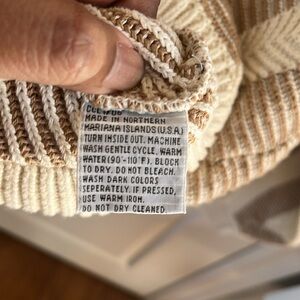 MADE IN NORTHERN
MARIANA ISLANDS (U.S.A.)
TURN INSIDE OUT. MACHINE
WASH GENTLE CYCLE. WARM
WATER(90-110°F). BLOCK
TO DRY. DO NOT BLEACH.
WASH DARK COLORS
SEPERATELY. IF PRESSED,
USE WARM IRON.
DO NOT DRY CLEANED.